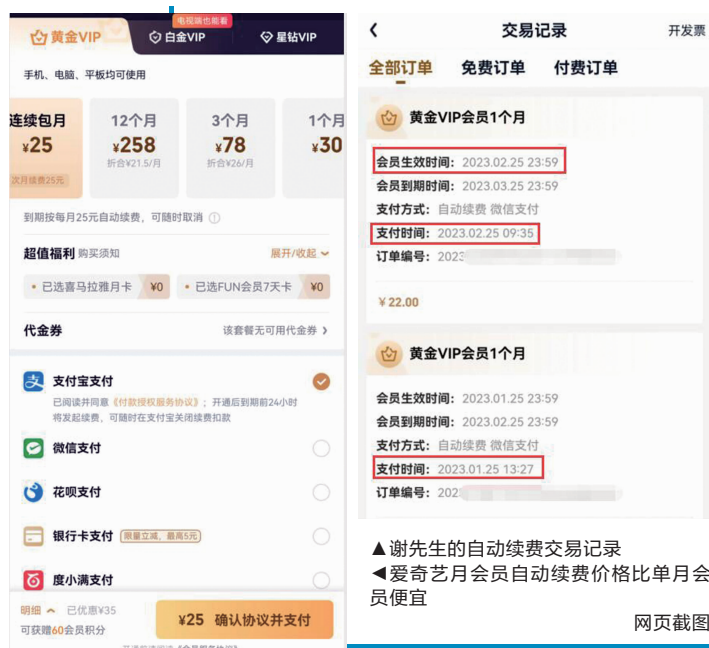 电视端也能看
黄金VIP
白金VIP
星钻VIP
手机、电脑、平板均可使用
连续包月
¥25
次月续费25元
12个月
¥258
折合¥21.5/月
3个月
¥78
折合¥26/月
1个月
¥30
到期按每月25元自动续费，可随时取消
超值福利 购买须知
展开/收起
• 已选喜马拉雅月卡 ¥0
• 已选FUN会员7天卡 ¥0
代金券
该套餐无可用代金券 >
支付宝支付
已阅读并同意《付款授权服务协议》；开通后到期前24小时
将发起续费，可随时在支付宝关闭续费扣款
微信支付
花呗支付
银行卡支付 限量立减，最高5元
度小满支付
明细 已优惠¥35
可获赠60会员积分
¥25 确认协议并支付
交易记录
开发票
全部订单
免费订单
付费订单
黄金VIP会员1个月
会员生效时间：2023.02.25 23:59
会员到期时间：2023.03.25 23:59
支付方式：自动续费 微信支付
支付时间：2023.02.25 09:35
订单编号：2023
¥22.00
黄金VIP会员1个月
会员生效时间：2023.01.25 23:59
会员到期时间：2023.02.25 23:59
支付方式：自动续费 微信支付
支付时间：2023.01.25 13:27
订单编号：202
▲谢先生的自动续费交易记录
◀爱奇艺月会员自动续费价格比单月会
员便宜
网页截图